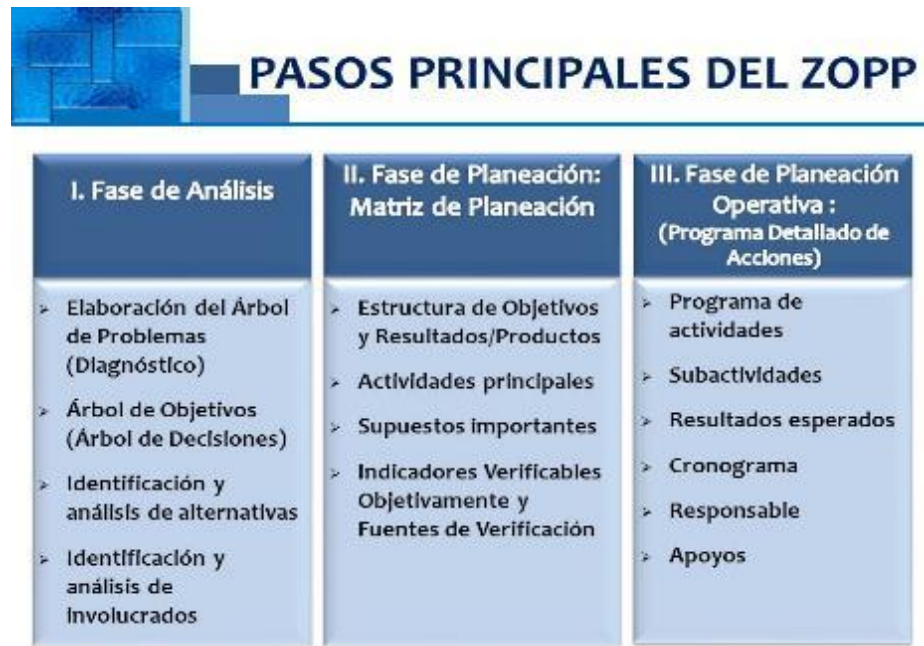 PASOS PRINCIPALES DEL ZOPP
I. Fase de Análisis
➢ Elaboración del Árbol
de Problemas
(Diagnóstico)
➢ Árbol de Objetivos
(Árbol de Decisiones)
➢ Identificación y
análisis de alternativas
➢ Identificación y
análisis de
Involucrados
II. Fase de Planeación:
Matriz de Planeación
➢ Estructura de Objetivos
y Resultados/Productos
➢ Actividades principales
➢ Supuestos importantes
➢ Indicadores Verificables
Objetivamente y
Fuentes de Verificación
III. Fase de Planeación
Operativa :
(Programa Detallado de
Acciones)
➢ Programa de
actividades
➢ Subactividades
➢ Resultados esperados
➢ Cronograma
➢ Responsable
➢ Apoyos